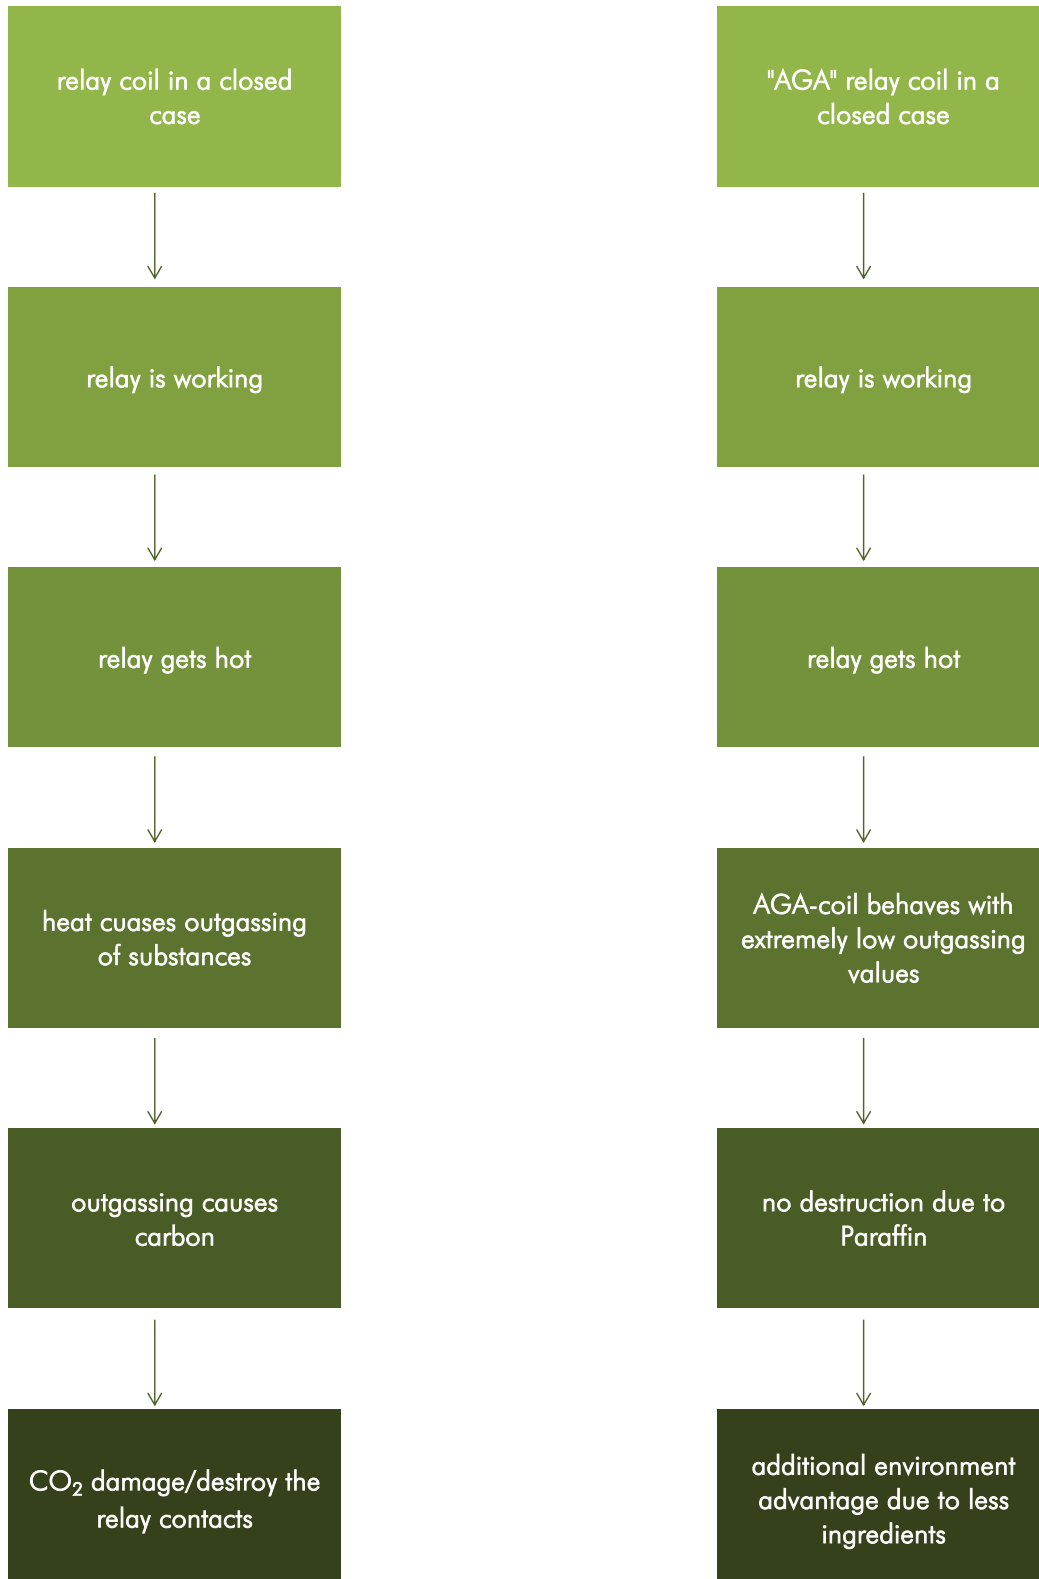 relay coil in a closed
case
relay is working
relay gets hot
heat cuases outgassing
of substances
outgassing causes
carbon
CO₂ damage/destroy the
relay contacts
"AGA" relay coil in a
closed case
relay is working
relay gets hot
AGA-coil behaves with
extremely low outgassing
values
no destruction due to
Paraffin
additional environment
advantage due to less
ingredients